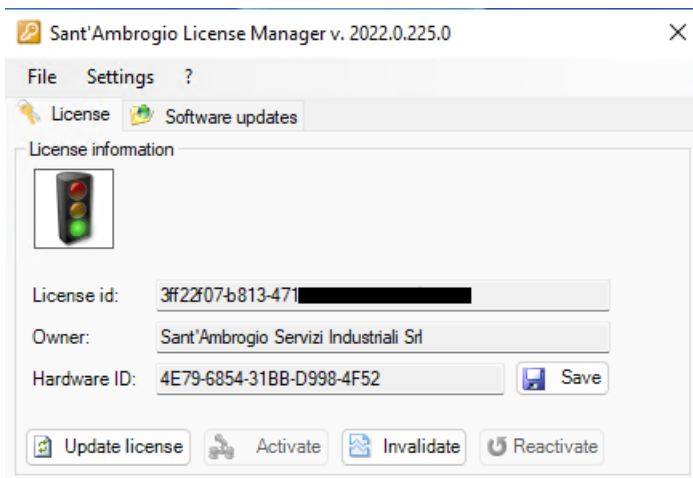 Sant'Ambrogio License Manager v. 2022.0.225.0
File Settings ?
License Software updates
License information
License id: 3ff22f07-b813-471
Owner: Sant'Ambrogio Servizi Industriali Srl
Hardware ID: 4E79-6854-31BB-D998-4F52 Save
Update license Activate Invalidate Reactivate